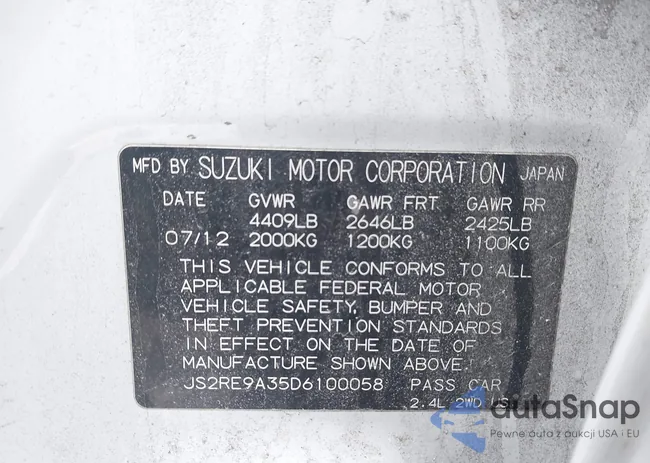 MFD BY SUZUKI MOTOR CORPORATION JAPAN
DATE GVWR GAWR FRT GAWR RR
4409LB 2646LB 2425LB
07/12 2000KG 1200KG 1100KG
THIS VEHICLE CONFORMS TO ALL
APPLICABLE FEDERAL MOTOR
VEHICLE SAFETY, BUMPER AND
THEFT PREVENTION STANDARDS
IN EFFECT ON THE DATE OF
MANUFACTURE SHOWN ABOVE.
JS2RE9A35D6100058 PASS CAR
2.4L 2WD US
autaSnap
Pewne auta z aukcji USA i EU